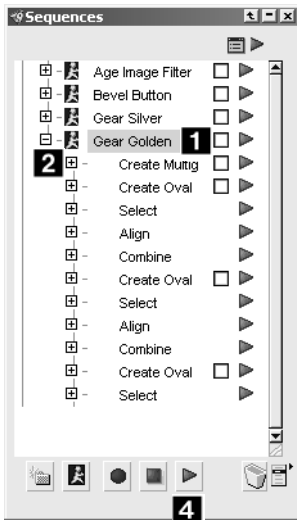 Sequences
Age Image Filter
Bevel Button
Gear Silver
Gear Golden 1
2 Create Multig
Create Oval
Select
Align
Combine
Create Oval
Select
Align
Combine
Create Oval
Select
4